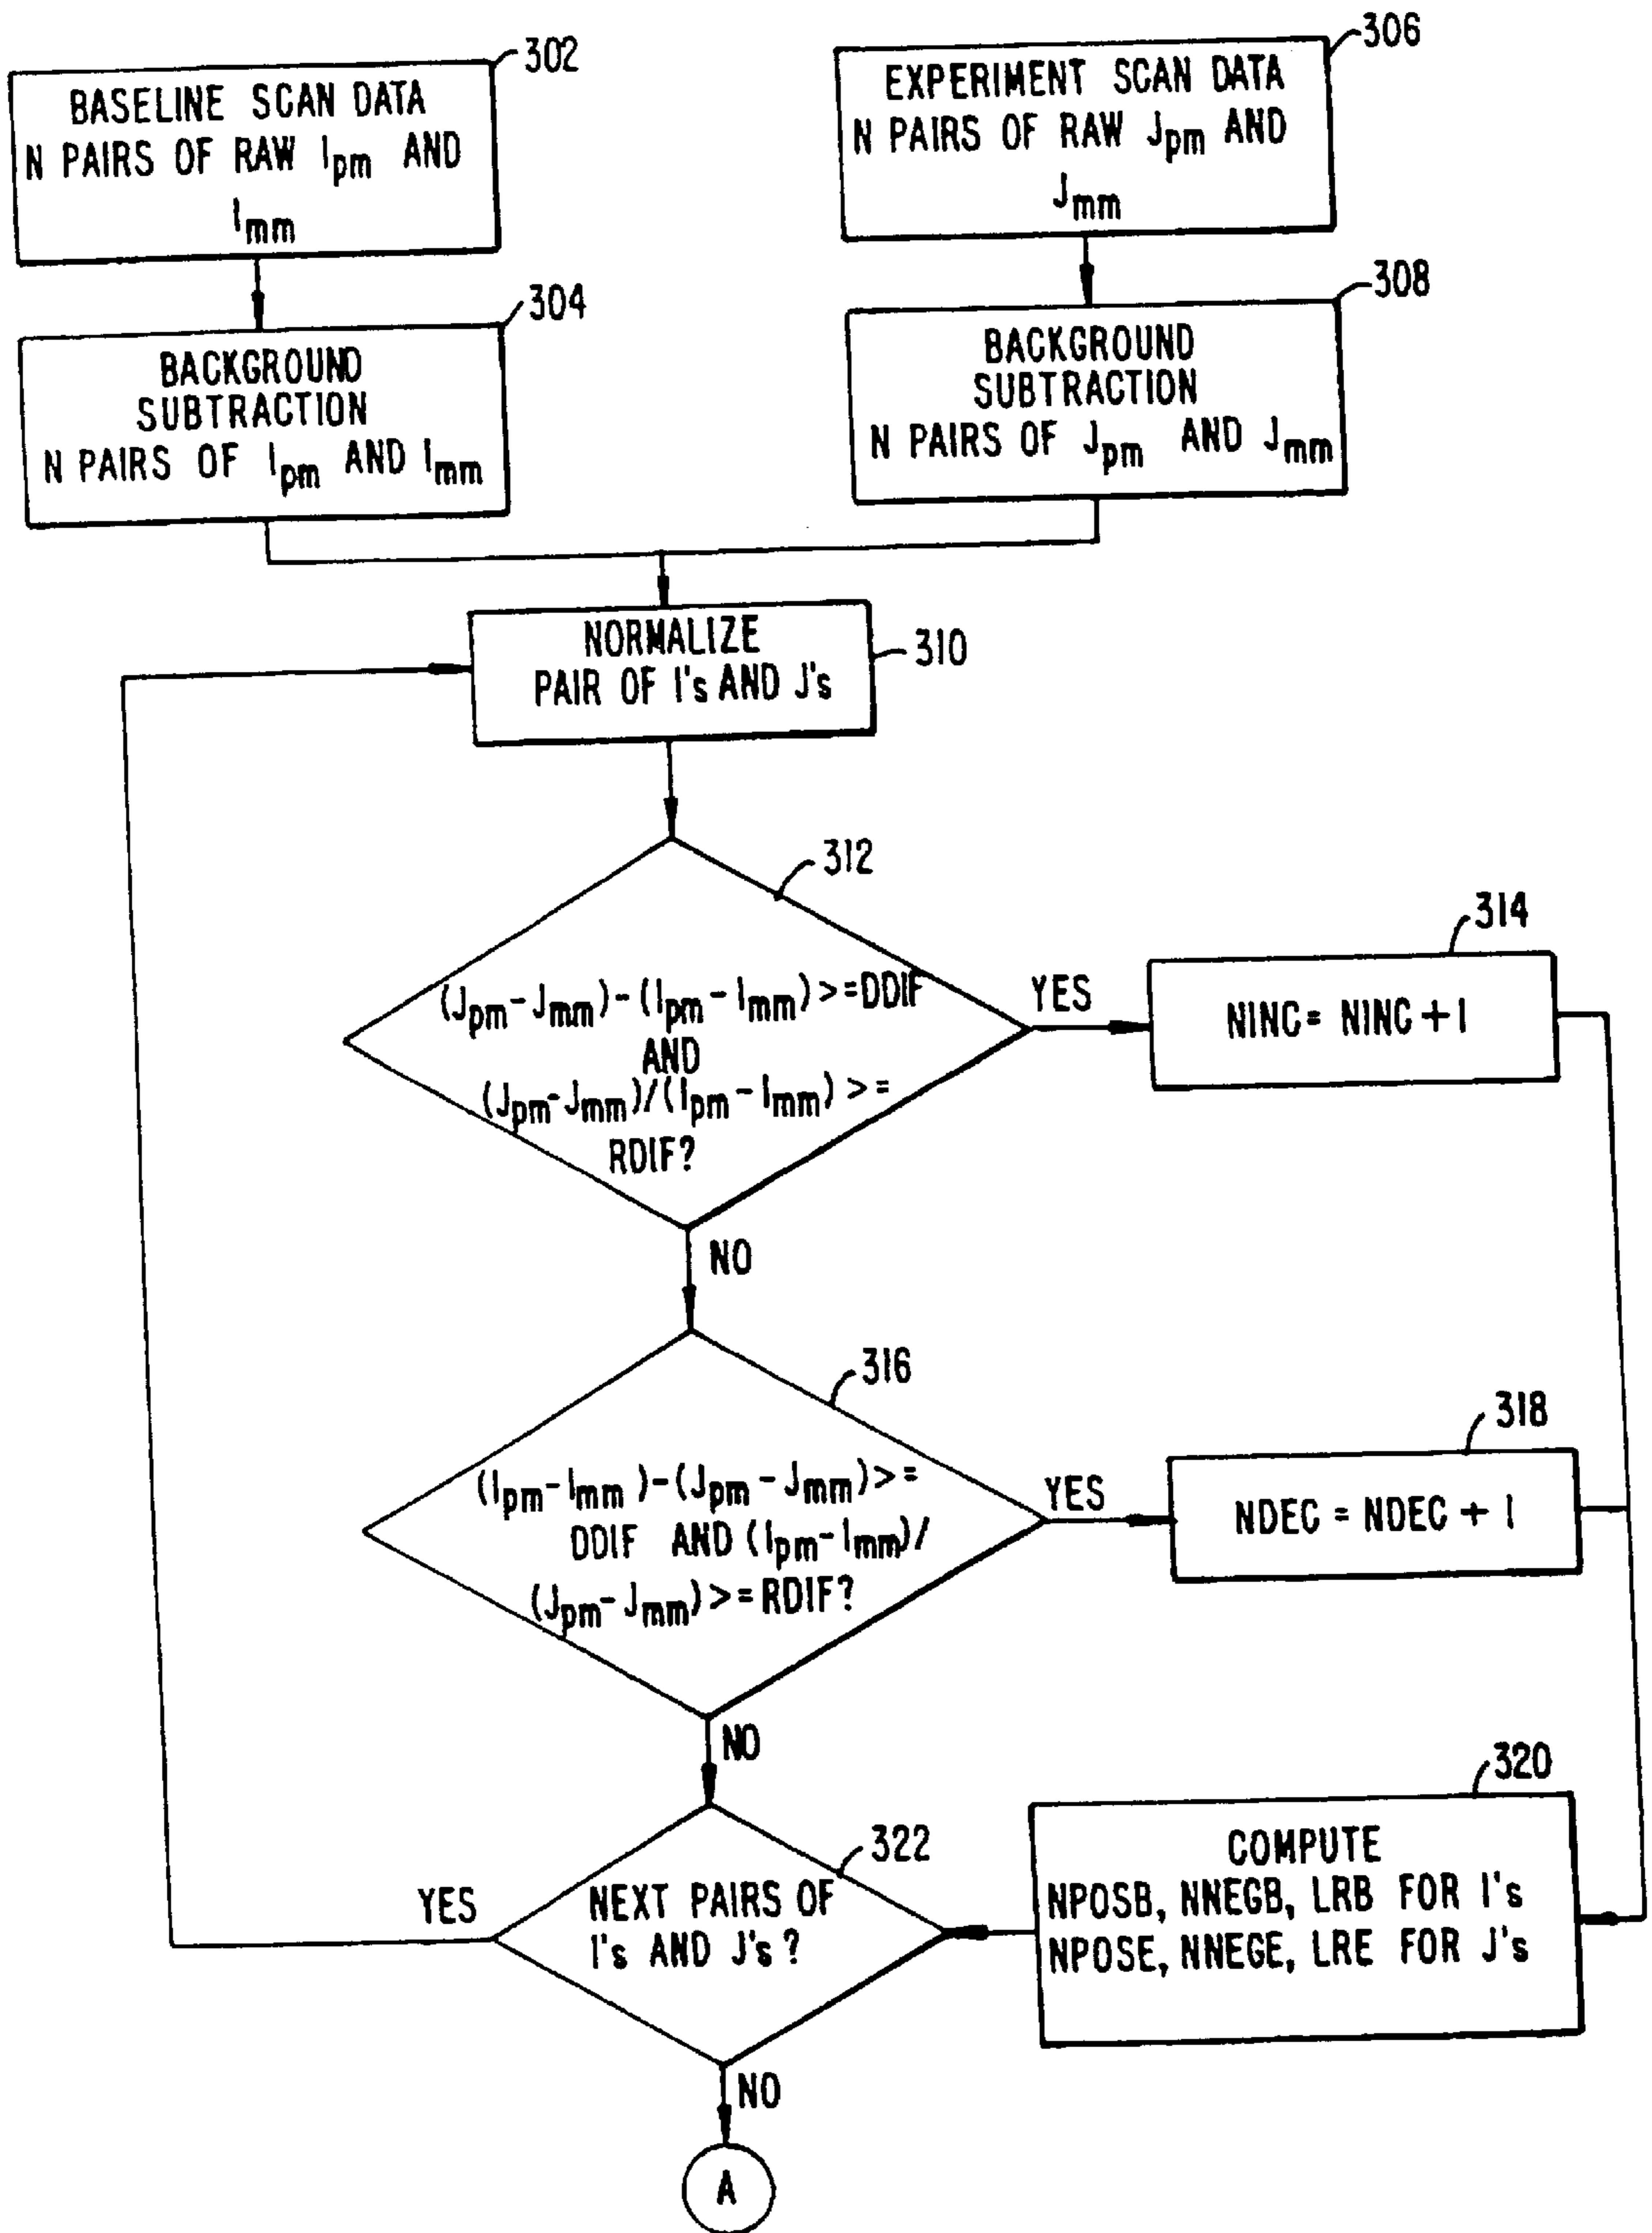 302
BASELINE SCAN DATA
N PAIRS OF RAW Ipm AND
Imm
306
EXPERIMENT SCAN DATA
N PAIRS OF RAW Jpm AND
Jmm
304
BACKGROUND
SUBTRACTION
N PAIRS OF Ipm AND Imm
308
BACKGROUND
SUBTRACTION
N PAIRS OF Jpm AND Jmm
NORMALIZE
PAIR OF I's AND J's
310
312
(Jpm-Jmm)-(Ipm-Imm)>=DDIF
AND
(Jpm-Jmm)/(Ipm-Imm)>=
RDIF?
YES
314
NINC= NINC+1
NO
316
(Ipm-Imm)-(Jpm-Jmm)>=
DDIF AND (Ipm-Imm)/
(Jpm-Jmm)>=RDIF?
YES
318
NDEC = NDEC + 1
NO
322
NEXT PAIRS OF
I's AND J's?
YES
320
COMPUTE
NPOSB, NNEGB, LRB FOR I's
NPOSE, NNEGE, LRE FOR J's
NO
A